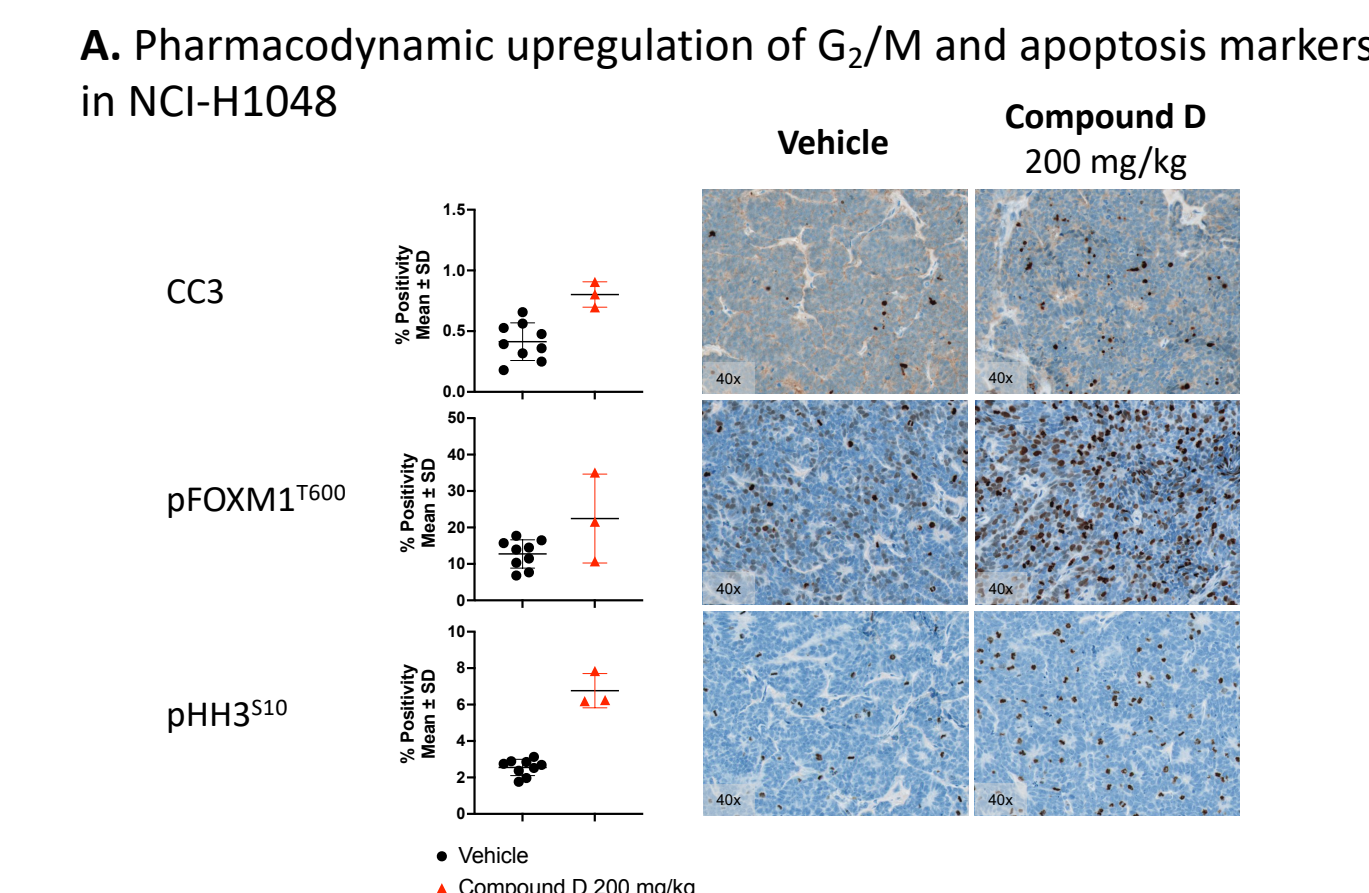 A. Pharmacodynamic upregulation of G2/M and apoptosis markers
in NCI-H1048
Vehicle
Compound D
200 mg/kg
CC3
% Positivity
Mean ± SD
1.5
1.0
0.5
0.0
40x
40x
pFOXM1T600
% Positivity
Mean ± SD
50
40
30
20
10
0
40x
40x
pHH3S10
% Positivity
Mean ± SD
10
8
6
4
2
0
40x
40x
Vehicle
Compound D 200 mg/kg